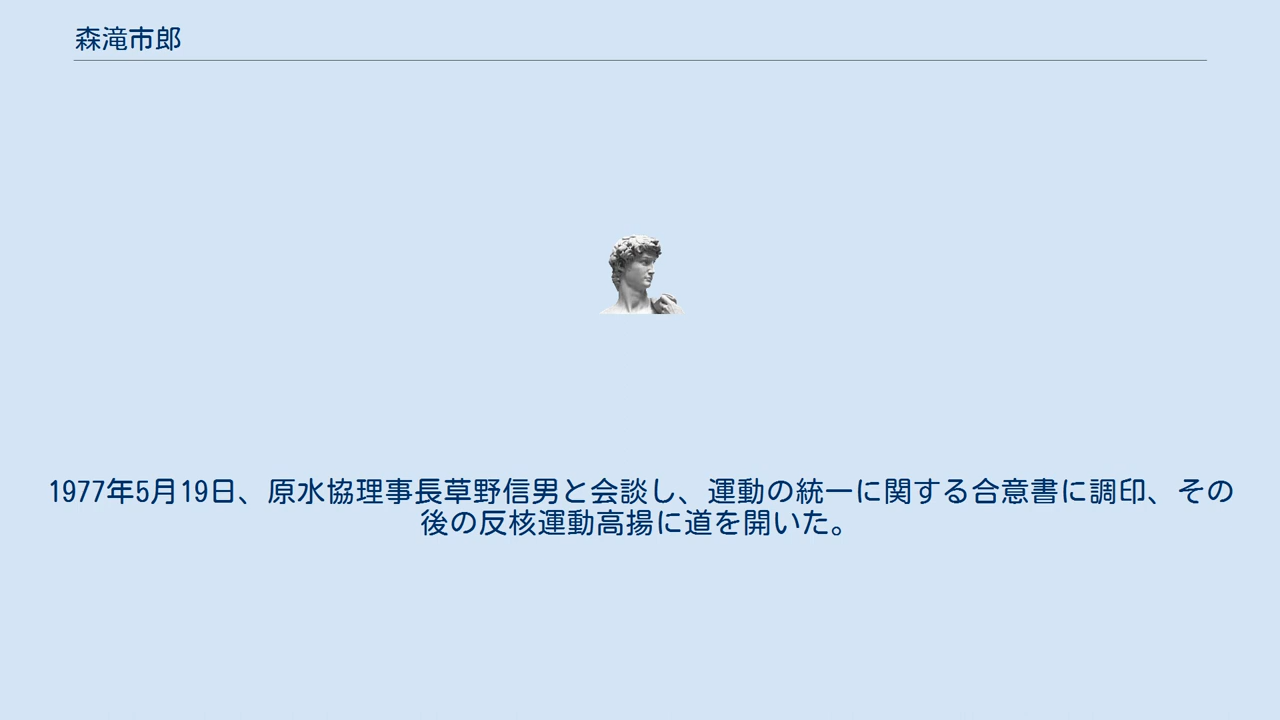 森滝市郎
1977年5月19日、原水協理事長草野信男と会談し、運動の統一に関する合意書に調印、その
後の反核運動高揚に道を開いた。